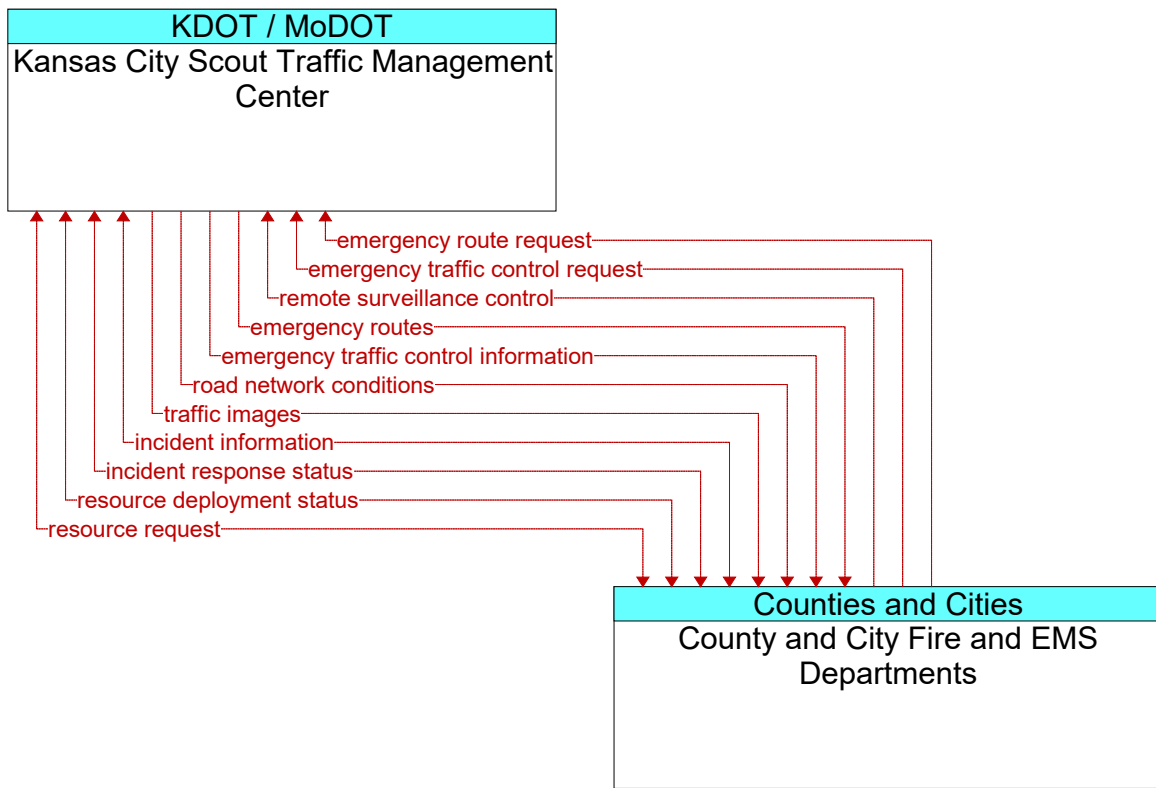 KDOT / MoDOT
Kansas City Scout Traffic Management
Center
emergency route request
emergency traffic control request
remote surveillance control
emergency routes
emergency traffic control information
road network conditions
traffic images
incident information
incident response status
resource deployment status
resource request
Counties and Cities
County and City Fire and EMS
Departments